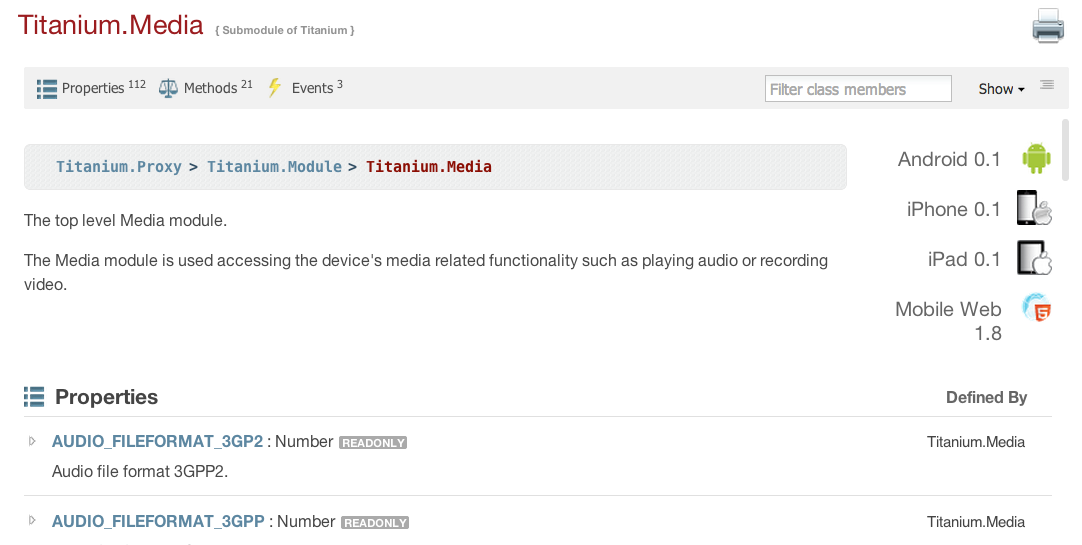 Titanium.Media { Submodule of Titanium }
Properties 112 Methods 21 Events 3 Filter class members Show
Titanium.Proxy > Titanium.Module > Titanium.Media
Android 0.1
The top level Media module.
iPhone 0.1
The Media module is used accessing the device's media related functionality such as playing audio or recording
video.
iPad 0.1
Mobile Web
1.8
Properties Defined By
AUDIO_FILEFORMAT_3GP2 : Number READONLY Titanium.Media
Audio file format 3GPP2.
AUDIO_FILEFORMAT_3GPP : Number READONLY Titanium.Media